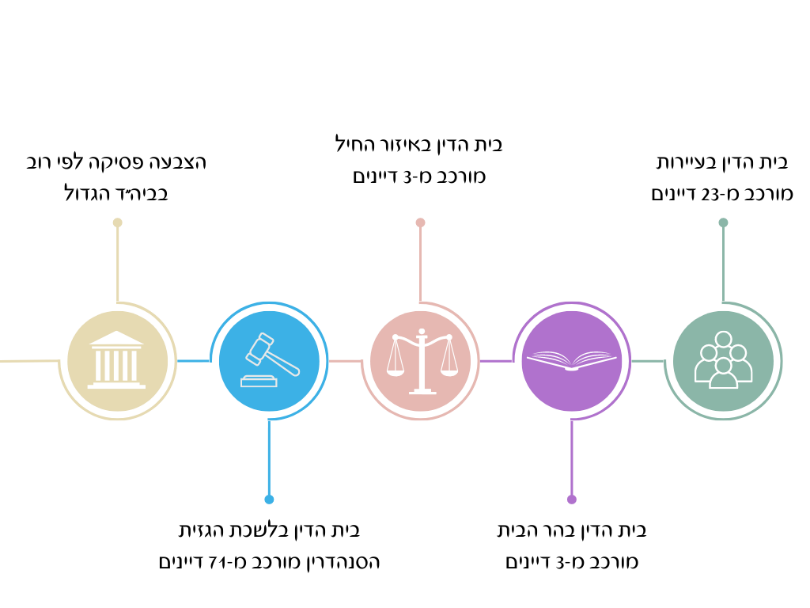 בית הדין בעיירות
מורכב מ-23 דיינים
בית הדין בהר הבית
מורכב מ-3 דיינים
בית הדין באיזור החיל
מורכב מ-3 דיינים
בית הדין בלשכת הגזית
הסנהדרין מורכב מ-71 דיינים
הצבעה פסיקה לפי רוב
בביה״ד הגדול